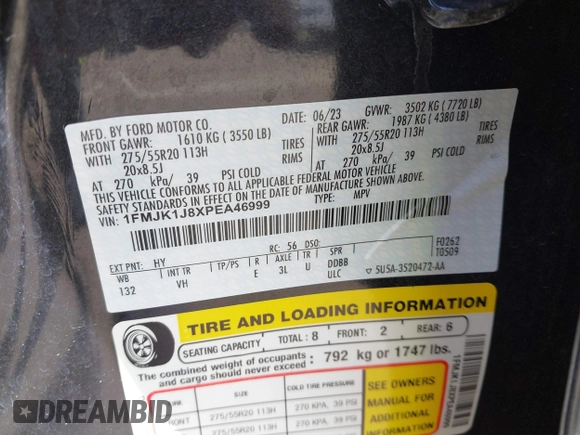 MFD. BY FORD MOTOR CO.
DATE: 06/23 GVWR: 3502 KG (7720 LB)
FRONT GAWR: 1610 KG (3550 LB) REAR GAWR: 1987 KG (4380 LB)
WITH 275/55R20 113H TIRES WITH 275/55R20 113H TIRES
20x8.5J RIMS 20x8.5J RIMS
AT 270 kPa/ 39 PSI COLD AT 270 kPa/ 39 PSI COLD
THIS VEHICLE CONFORMS TO ALL APPLICABLE FEDERAL MOTOR VEHICLE
SAFETY STANDARDS IN EFFECT ON THE DATE OF MANUFACTURE SHOWN ABOVE.
VIN: 1FMJK1J8XPEA46999 TYPE: MPV
EXT PNT: HY RC: 56 DSO: F0262
WB INT TR TP/PS R AXLE TR SPR T0509
132 VH E 3L U DDBB
ULC 5U5A-3520472-AA
TIRE AND LOADING INFORMATION
SEATING CAPACITY TOTAL: 8 FRONT: 2 REAR: 6
The combined weight of occupants and cargo should never exceed: 792 kg or 1747 lbs.
SIZE COLD TIRE PRESSURE
FRONT 275/55R20 113H 270 KPA, 39 PSI
275/55R20 113H 270 KPA, 39 PSI
SEE OWNERS
MANUAL FOR
ADDITIONAL
INFORMATION
1FMJK1J8XPEA46999
DREAMBID